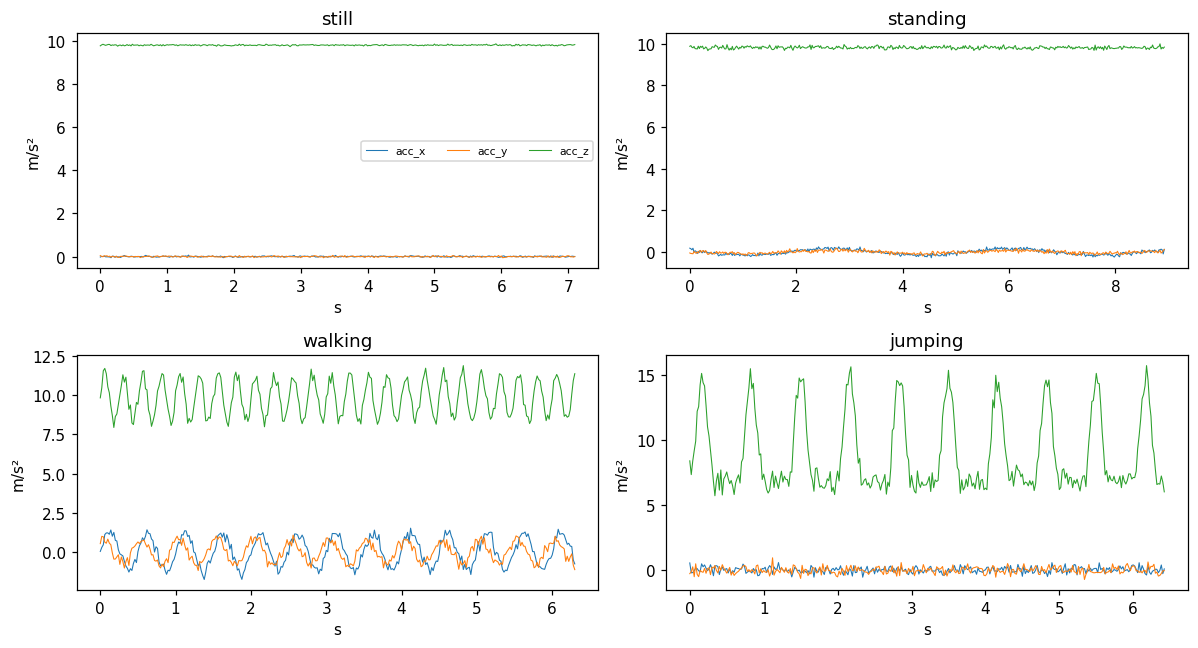 still
10
8
6
4
2
0
m/s²
acc_x acc_y acc_z
0 1 2 3 4 5 6 7
s
standing
10
8
6
4
2
0
m/s²
0 2 4 6 8
s
walking
12.5
10.0
7.5
5.0
2.5
0.0
m/s²
0 1 2 3 4 5 6
s
jumping
15
10
5
0
m/s²
0 1 2 3 4 5 6
s